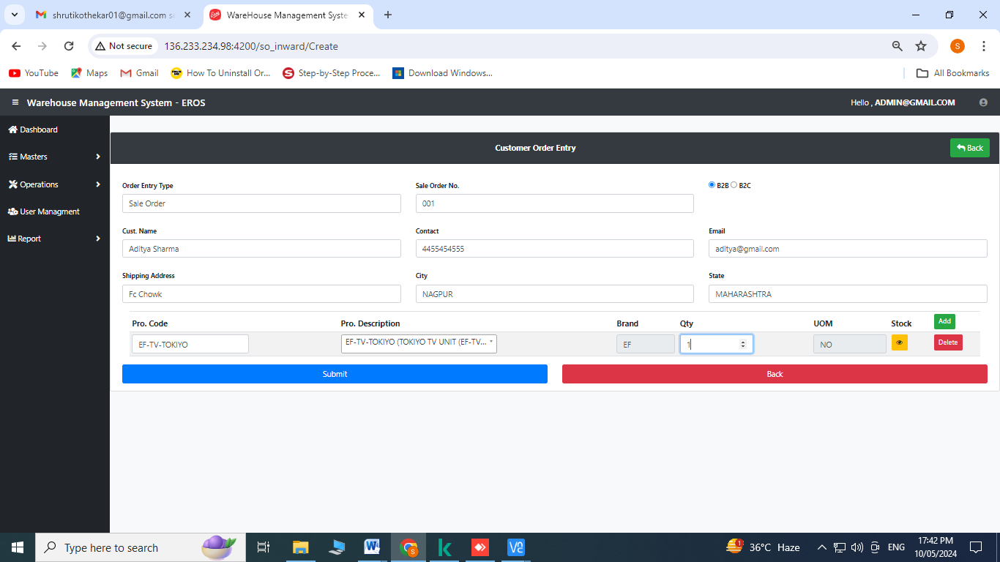 shrutikothekar01@gmail.com se
WareHouse Management Syste
Not secure
136.233.234.98:4200/so_inward/Create
S
YouTube
Maps
Gmail
How To Uninstall Or...
Step-by-Step Proce...
Download Windows...
All Bookmarks
Warehouse Management System - EROS
Hello , ADMIN@GMAIL.COM
Dashboard
Masters
Operations
User Managment
Report
Customer Order Entry
Back
Order Entry Type
Sale Order No.
B2B
B2C
Sale Order
001
Cust. Name
Contact
Email
Aditya Sharma
4455454555
aditya@gmail.com
Shipping Address
City
State
Fc Chowk
NAGPUR
MAHARASHTRA
Pro. Code
Pro. Description
Brand
Qty
UOM
Stock
Add
EF-TV-TOKIYO
EF-TV-TOKIYO (TOKIYO TV UNIT (EF-TV...
EF
1
NO
Delete
Submit
Back
Type here to search
36°C Haze
ENG
17:42 PM
10/05/2024